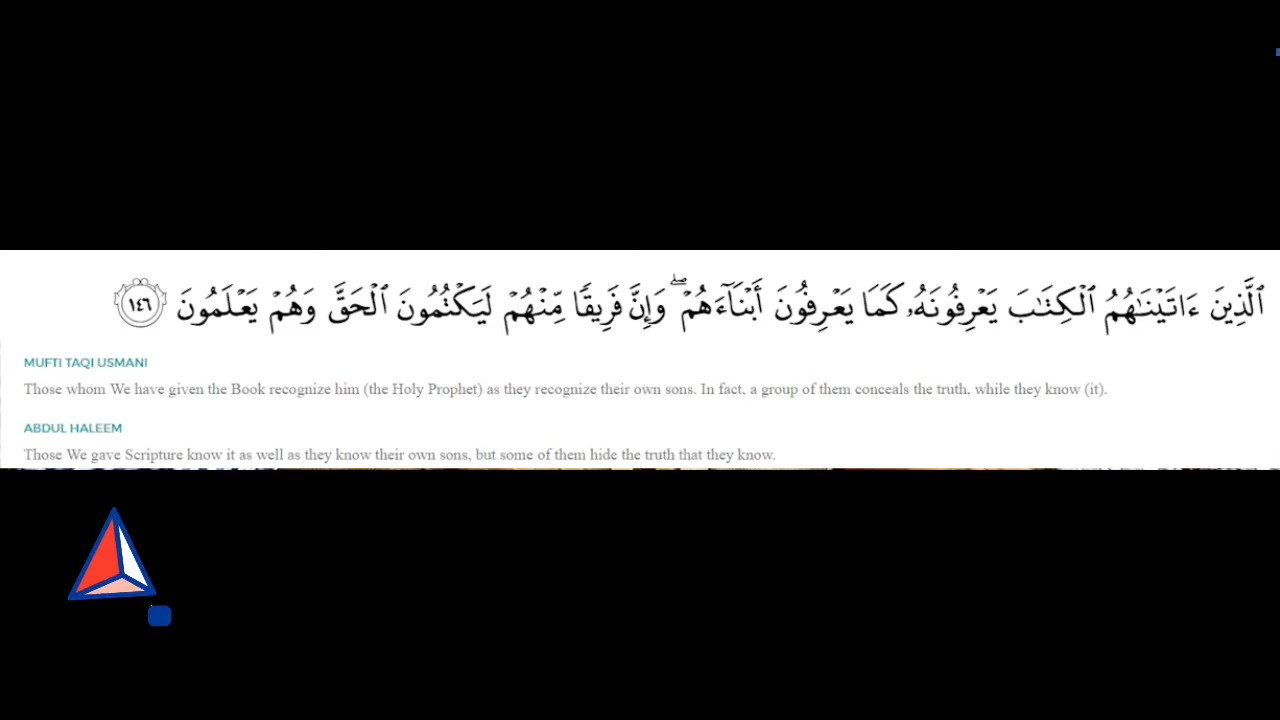 ٱلَّذِينَ ءَاتَيۡنَٰهُمُ ٱلۡكِتَٰبَ يَعۡرِفُونَهُۥ كَمَا يَعۡرِفُونَ أَبۡنَآءَهُمۡۖ وَإِنَّ فَرِيقٗا مِّنۡهُمۡ لَيَكۡتُمُونَ ٱلۡحَقَّ وَهُمۡ يَعۡلَمُونَ ١٤٦
MUFTI TAQI USMANI
Those whom We have given the Book recognize him (the Holy Prophet) as they recognize their own sons. In fact, a group of them conceals the truth, while they know (it).
ABDUL HALEEM
Those We gave Scripture know it as well as they know their own sons, but some of them hide the truth that they know.